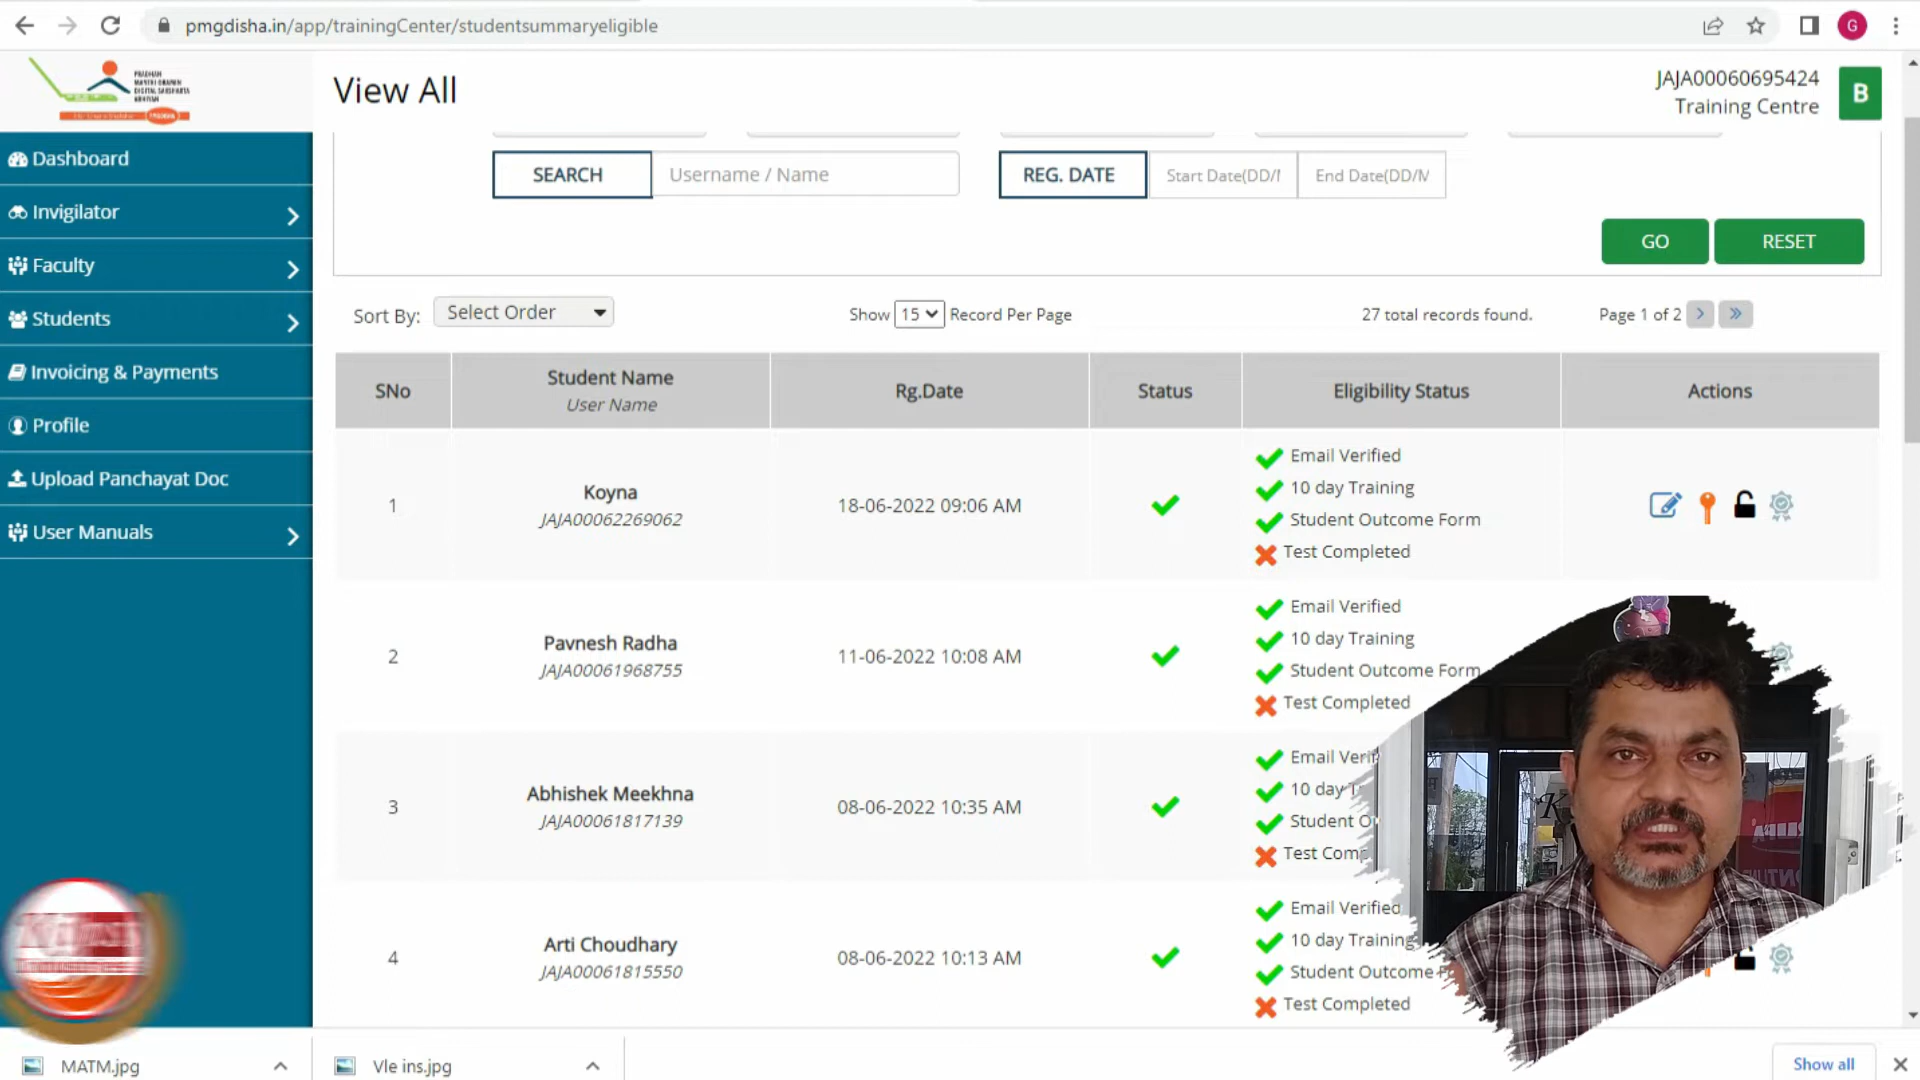 pmgdisha.in/app/trainingCenter/studentsummaryeligible
G
PRADHAN
MANTRI GRAMIN
DIGITAL SAKSHARTA
ABHIYAN
View All
JAJA00060695424
Training Centre
B
Dashboard
Invigilator
Faculty
Students
Invoicing & Payments
Profile
Upload Panchayat Doc
User Manuals
SEARCH Username / Name REG. DATE Start Date(DD/M End Date(DD/M
GO RESET
Sort By: Select Order Show 15 Record Per Page 27 total records found. Page 1 of 2 > »
SNo Student Name Rg.Date Status Eligibility Status Actions
User Name
1 Koyna 18-06-2022 09:06 AM
JAJA00062269062
Email Verified
10 day Training
Student Outcome Form
Test Completed
2 Pavnesh Radha 11-06-2022 10:08 AM
JAJA00061968755
Email Verified
10 day Training
Student Outcome Form
Test Completed
3 Abhishek Meekhna 08-06-2022 10:35 AM
JAJA00061817139
Email Verif
10 day T
Student O
Test Comp
4 Arti Choudhary 08-06-2022 10:13 AM
JAJA00061815550
Email Verified
10 day Training
Student Outcome F
Test Completed
MATM.jpg
Vle ins.jpg
Show all